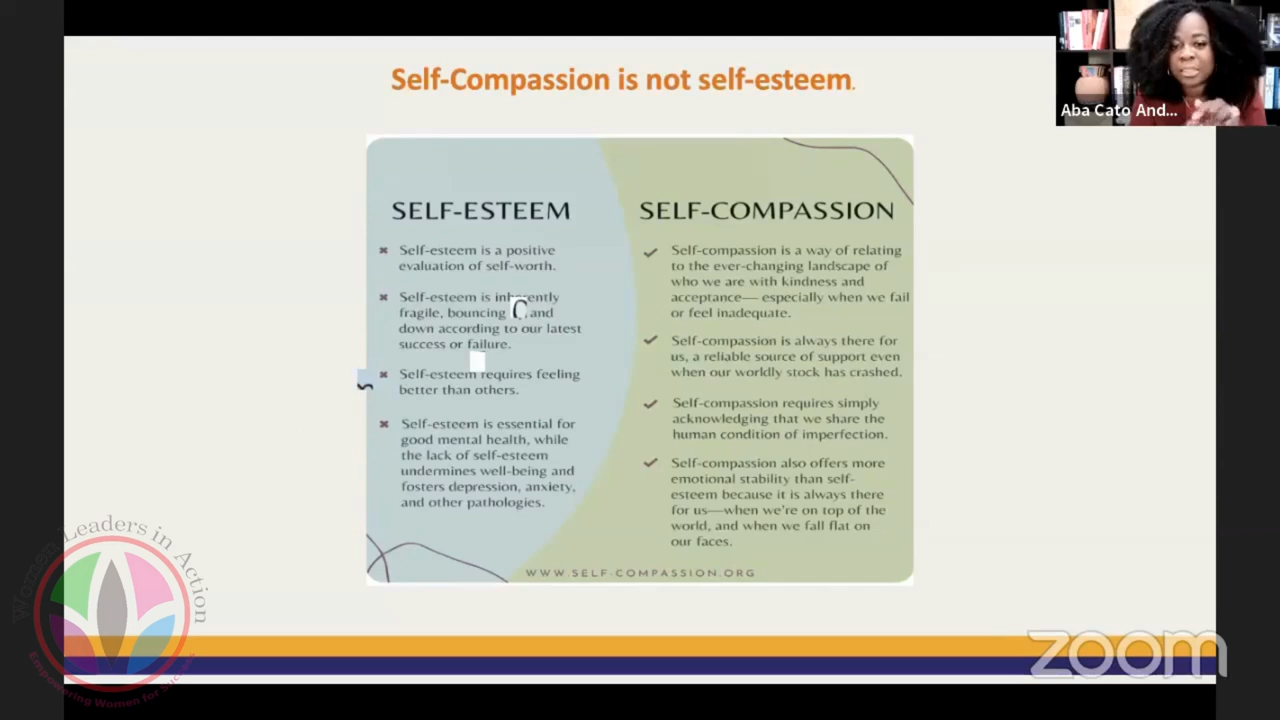 Self-Compassion is not self-esteem.
Aba Cato And...
SELF-ESTEEM
Self-esteem is a positive
evaluation of self-worth.
Self-esteem is inherently
fragile, bouncing and
down according to our latest
success or failure.
Self-esteem requires feeling
better than others.
Self-esteem is essential for
good mental health, while
the lack of self-esteem
undermines well-being and
fosters depression, anxiety,
and other pathologies.
SELF-COMPASSION
Self-compassion is a way of relating
to the ever-changing landscape of
who we are with kindness and
acceptance— especially when we fail
or feel inadequate.
Self-compassion is always there for
us, a reliable source of support even
when our worldly stock has crashed.
Self-compassion requires simply
acknowledging that we share the
human condition of imperfection.
Self-compassion also offers more
emotional stability than self-
esteem because it is always there
for us—when we're on top of the
world, and when we fall flat on
our faces.
WWW.SELF-COMPASSION.ORG
Women Leaders in Action
Empowering Women for Success
zoom